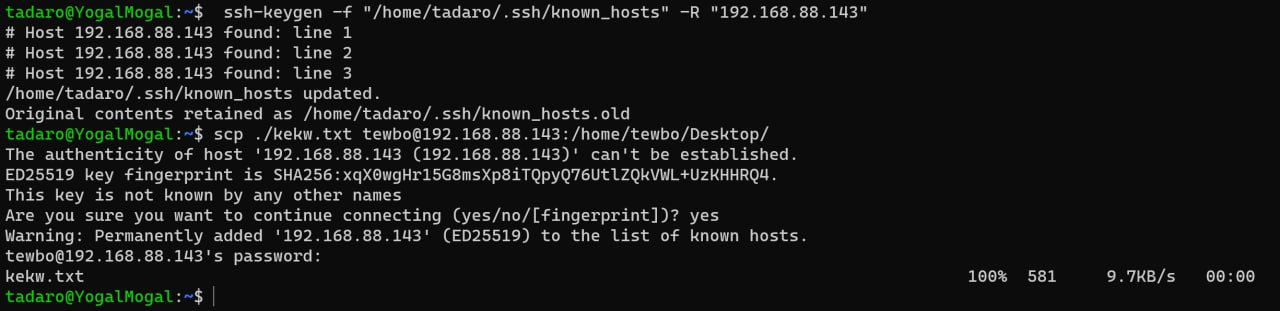 tadaro@YogalMogal:~$  ssh-keygen -f "/home/tadaro/.ssh/known_hosts" -R "192.168.88.143"
# Host 192.168.88.143 found: line 1
# Host 192.168.88.143 found: line 2
# Host 192.168.88.143 found: line 3
/home/tadaro/.ssh/known_hosts updated.
Original contents retained as /home/tadaro/.ssh/known_hosts.old
tadaro@YogalMogal:~$ scp ./kekw.txt tewbo@192.168.88.143:/home/tewbo/Desktop/
The authenticity of host '192.168.88.143 (192.168.88.143)' can't be established.
ED25519 key fingerprint is SHA256:xqX0wgHr15G8msXp8iTQpyQ76UtlZQkVWL+UzKHHRQ4.
This key is not known by any other names
Are you sure you want to continue connecting (yes/no/[fingerprint])? yes
Warning: Permanently added '192.168.88.143' (ED25519) to the list of known hosts.
tewbo@192.168.88.143's password:
kekw.txt 100% 581 9.7KB/s 00:00
tadaro@YogalMogal:~$